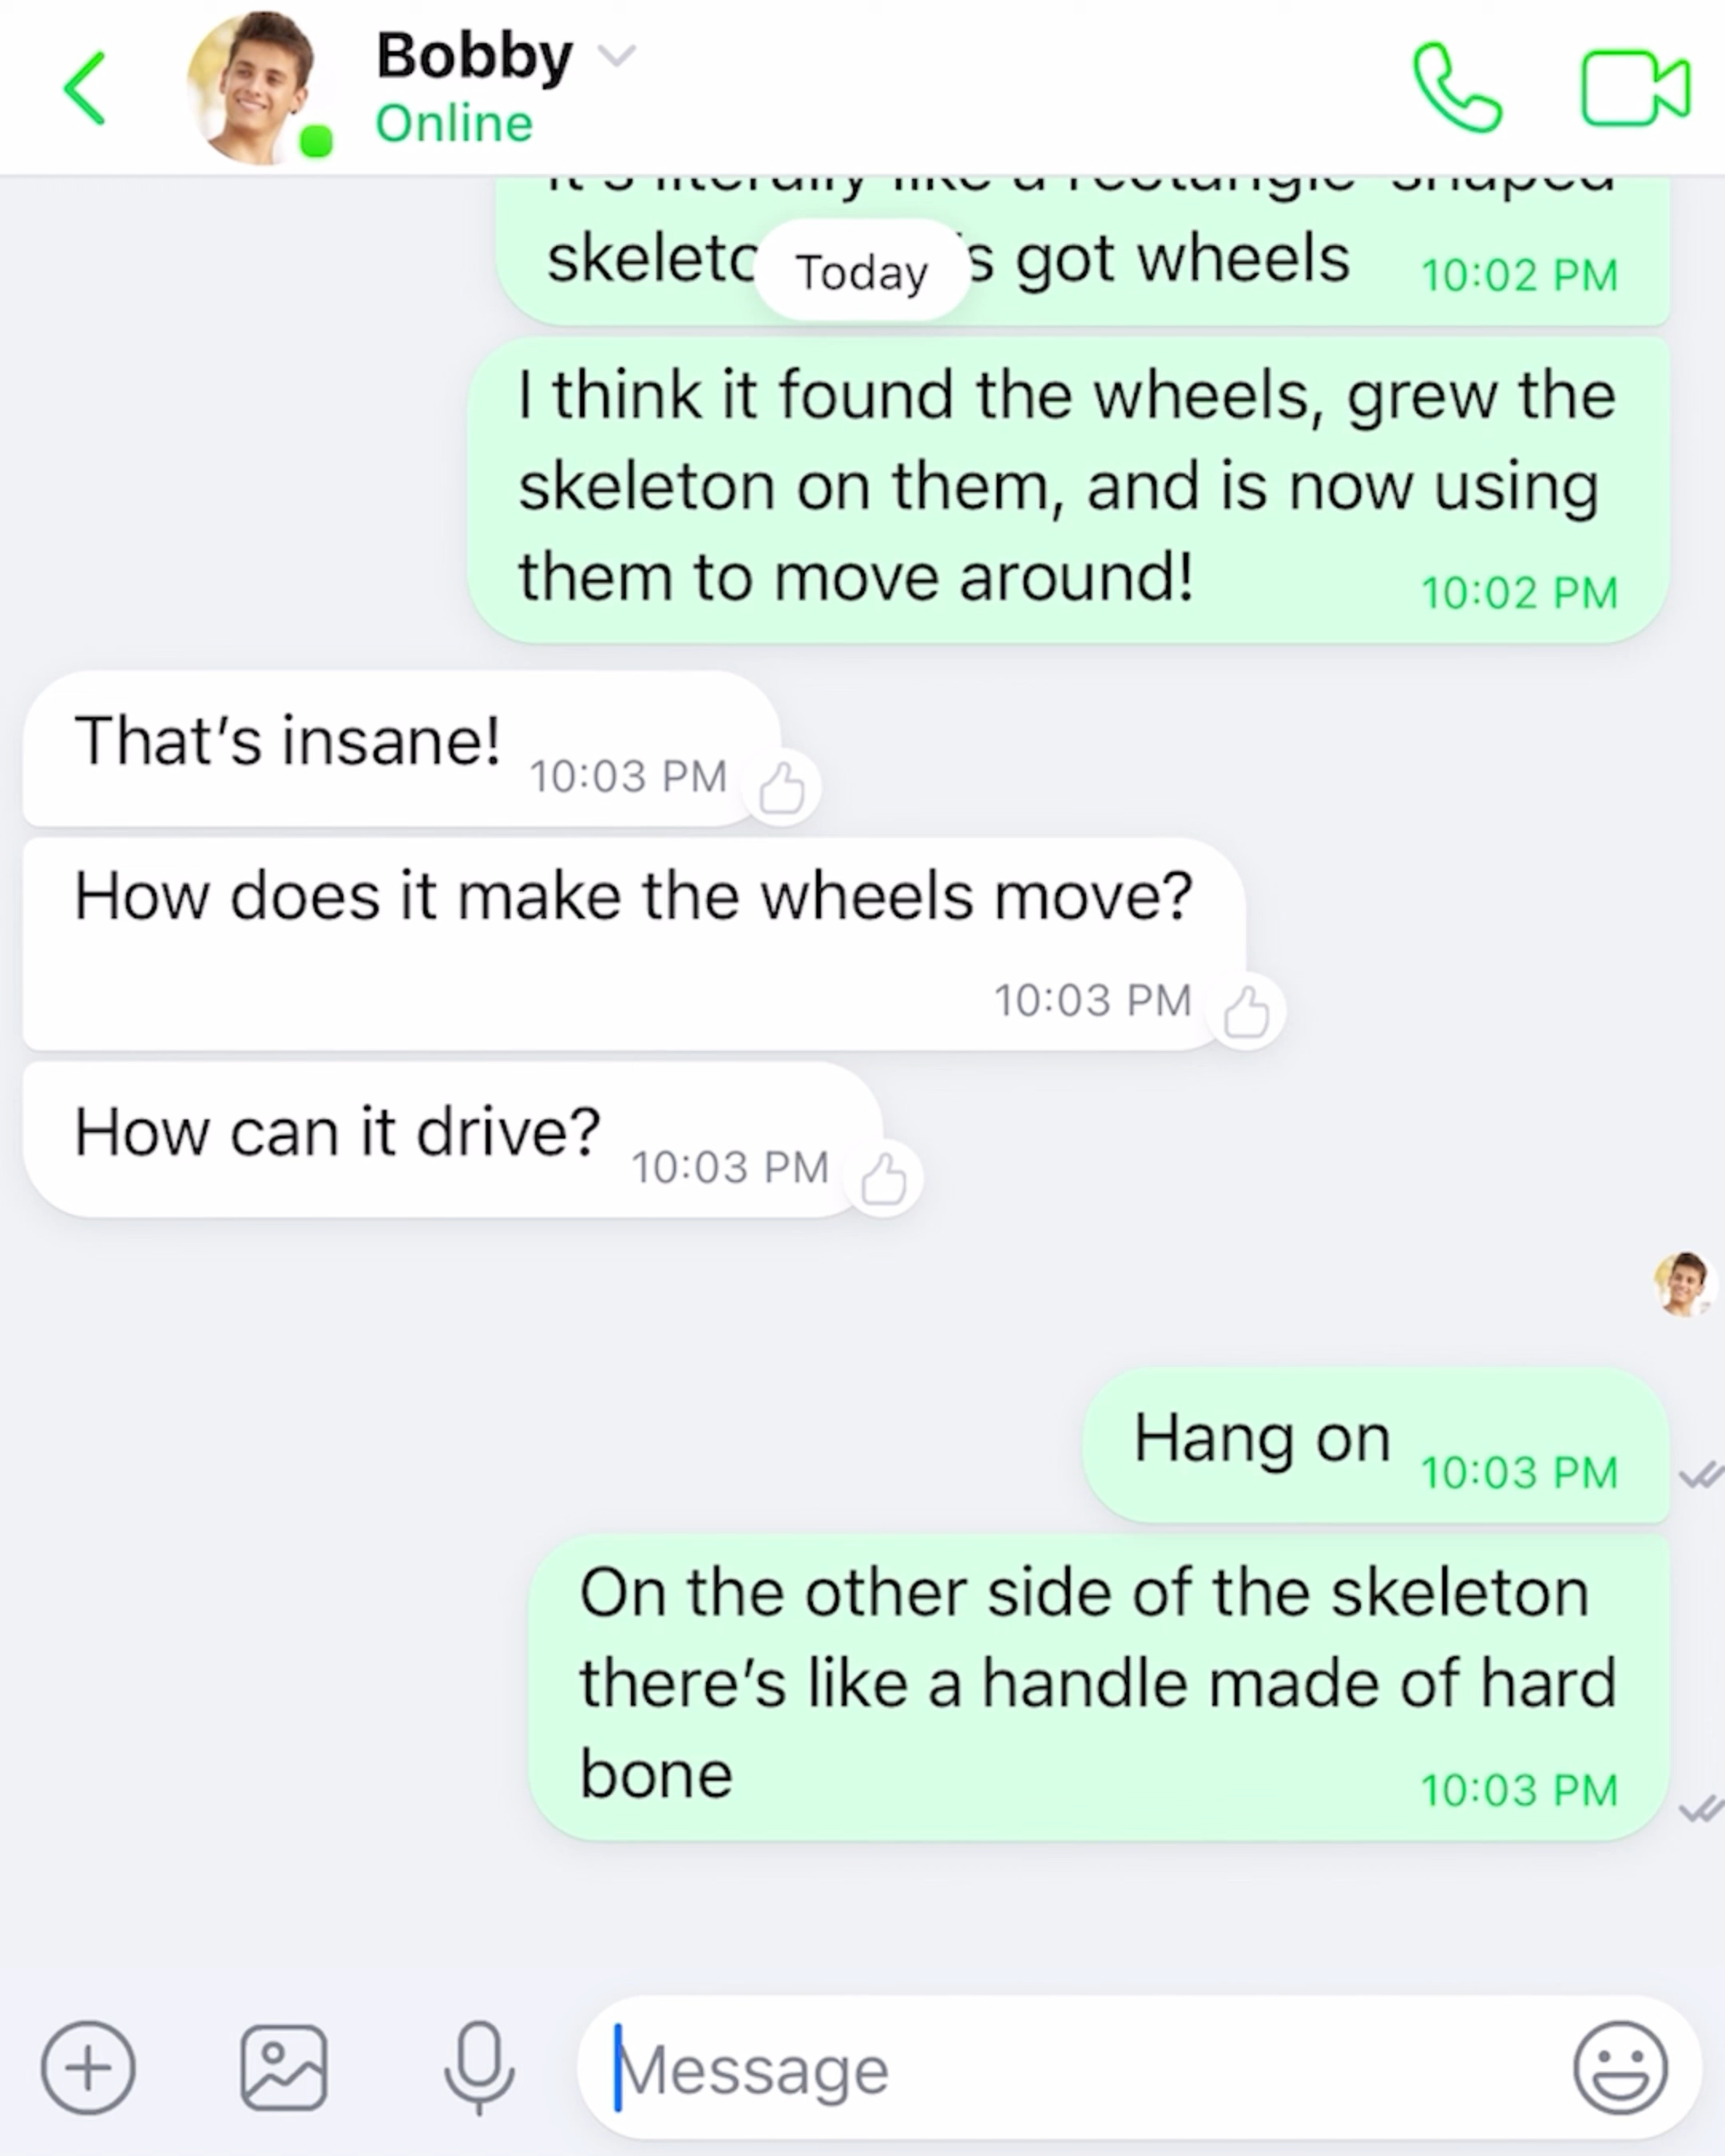 Bobby
Online
It's literally like a rectangle-shaped
Today
got wheels
10:02 PM
I think it found the wheels, grew the
skeleton on them, and is now using
them to move around!
10:02 PM
That's insane!
10:03 PM
How does it make the wheels move?
10:03 PM
How can it drive?
10:03 PM
Hang on
10:03 PM
On the other side of the skeleton
there's like a handle made of hard
bone
10:03 PM
Message